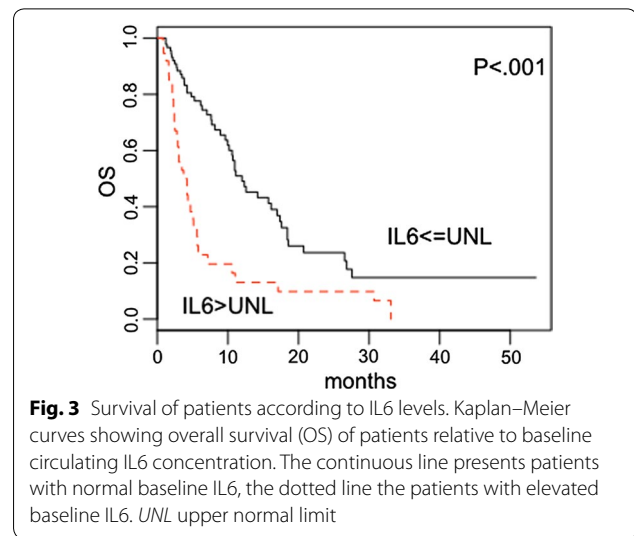 P<.001
1.0
0.8
0.6
0.4
0.2
0.0
OS
IL6<=UNL
IL6>UNL
0 10 20 30 40 50
months
Fig. 3 Survival of patients according to IL6 levels. Kaplan–Meier
curves showing overall survival (OS) of patients relative to baseline
circulating IL6 concentration. The continuous line presents patients
with normal baseline IL6, the dotted line the patients with elevated
baseline IL6. UNL upper normal limit